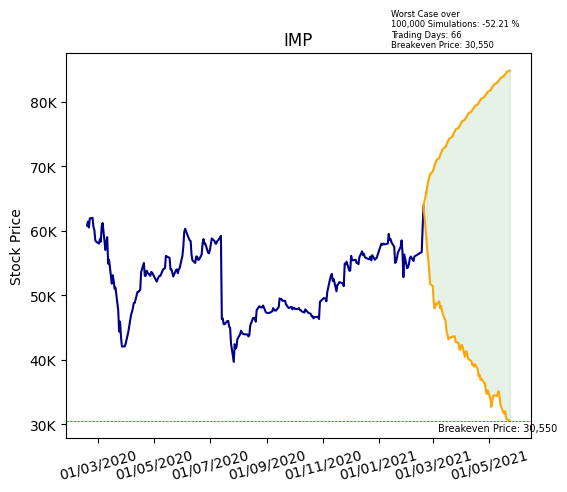 Worst Case over
100,000 Simulations: -52.21 %
Trading Days: 66
Breakeven Price: 30,550
IMP
Stock Price
80K
70K
60K
50K
40K
30K
Breakeven Price: 30,550
01/03/2020
01/05/2020
01/07/2020
01/09/2020
01/11/2020
01/01/2021
01/03/2021
01/05/2021